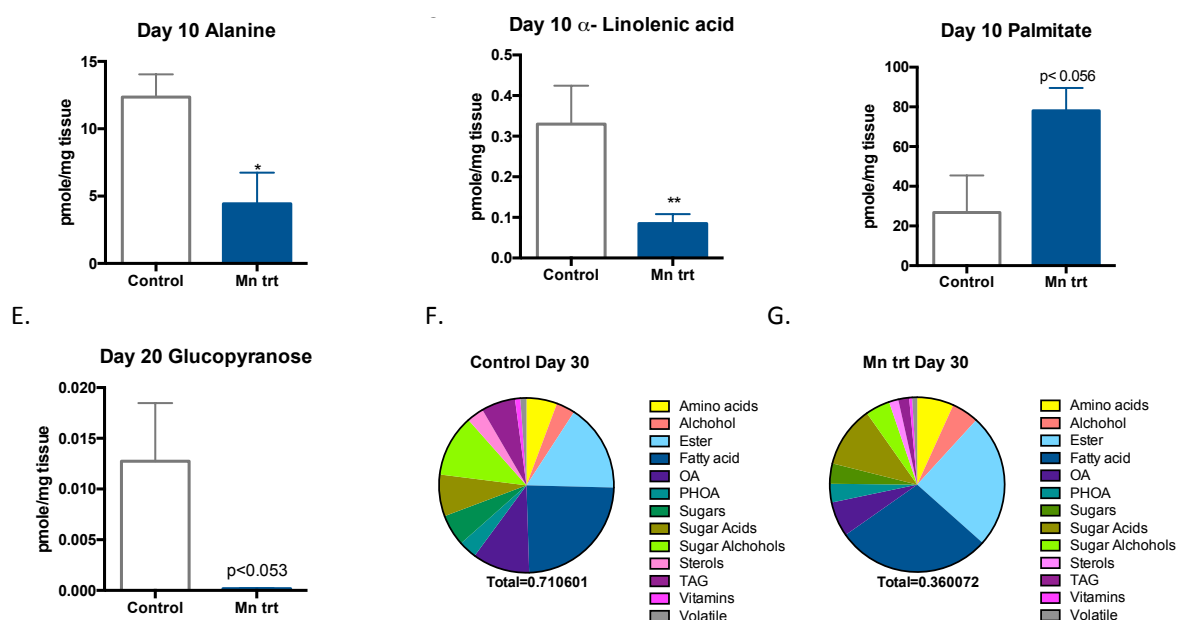 Day 10 Alanine
15
10
5
0
pmole/mg tissue
*
Control
Mn trt
Day 10 α- Linolenic acid
0.5
0.4
0.3
0.2
0.1
0.0
pmole/mg tissue
**
Control
Mn trt
Day 10 Palmitate
100
80
60
40
20
0
pmole/mg tissue
p< 0.056
Control
Mn trt
E.
Day 20 Glucopyranose
0.020
0.015
0.010
0.005
0.000
pmole/mg tissue
p<0.053
Control
Mn trt
F.
Control Day 30
Total=0.710601
Amino acids
Alchohol
Ester
Fatty acid
OA
PHOA
Sugars
Sugar Acids
Sugar Alchohols
Sterols
TAG
Vitamins
Volatile
G.
Mn trt Day 30
Total=0.360072
Amino acids
Alchohol
Ester
Fatty acid
OA
PHOA
Sugars
Sugar Acids
Sugar Alchohols
Sterols
TAG
Vitamins
Volatile